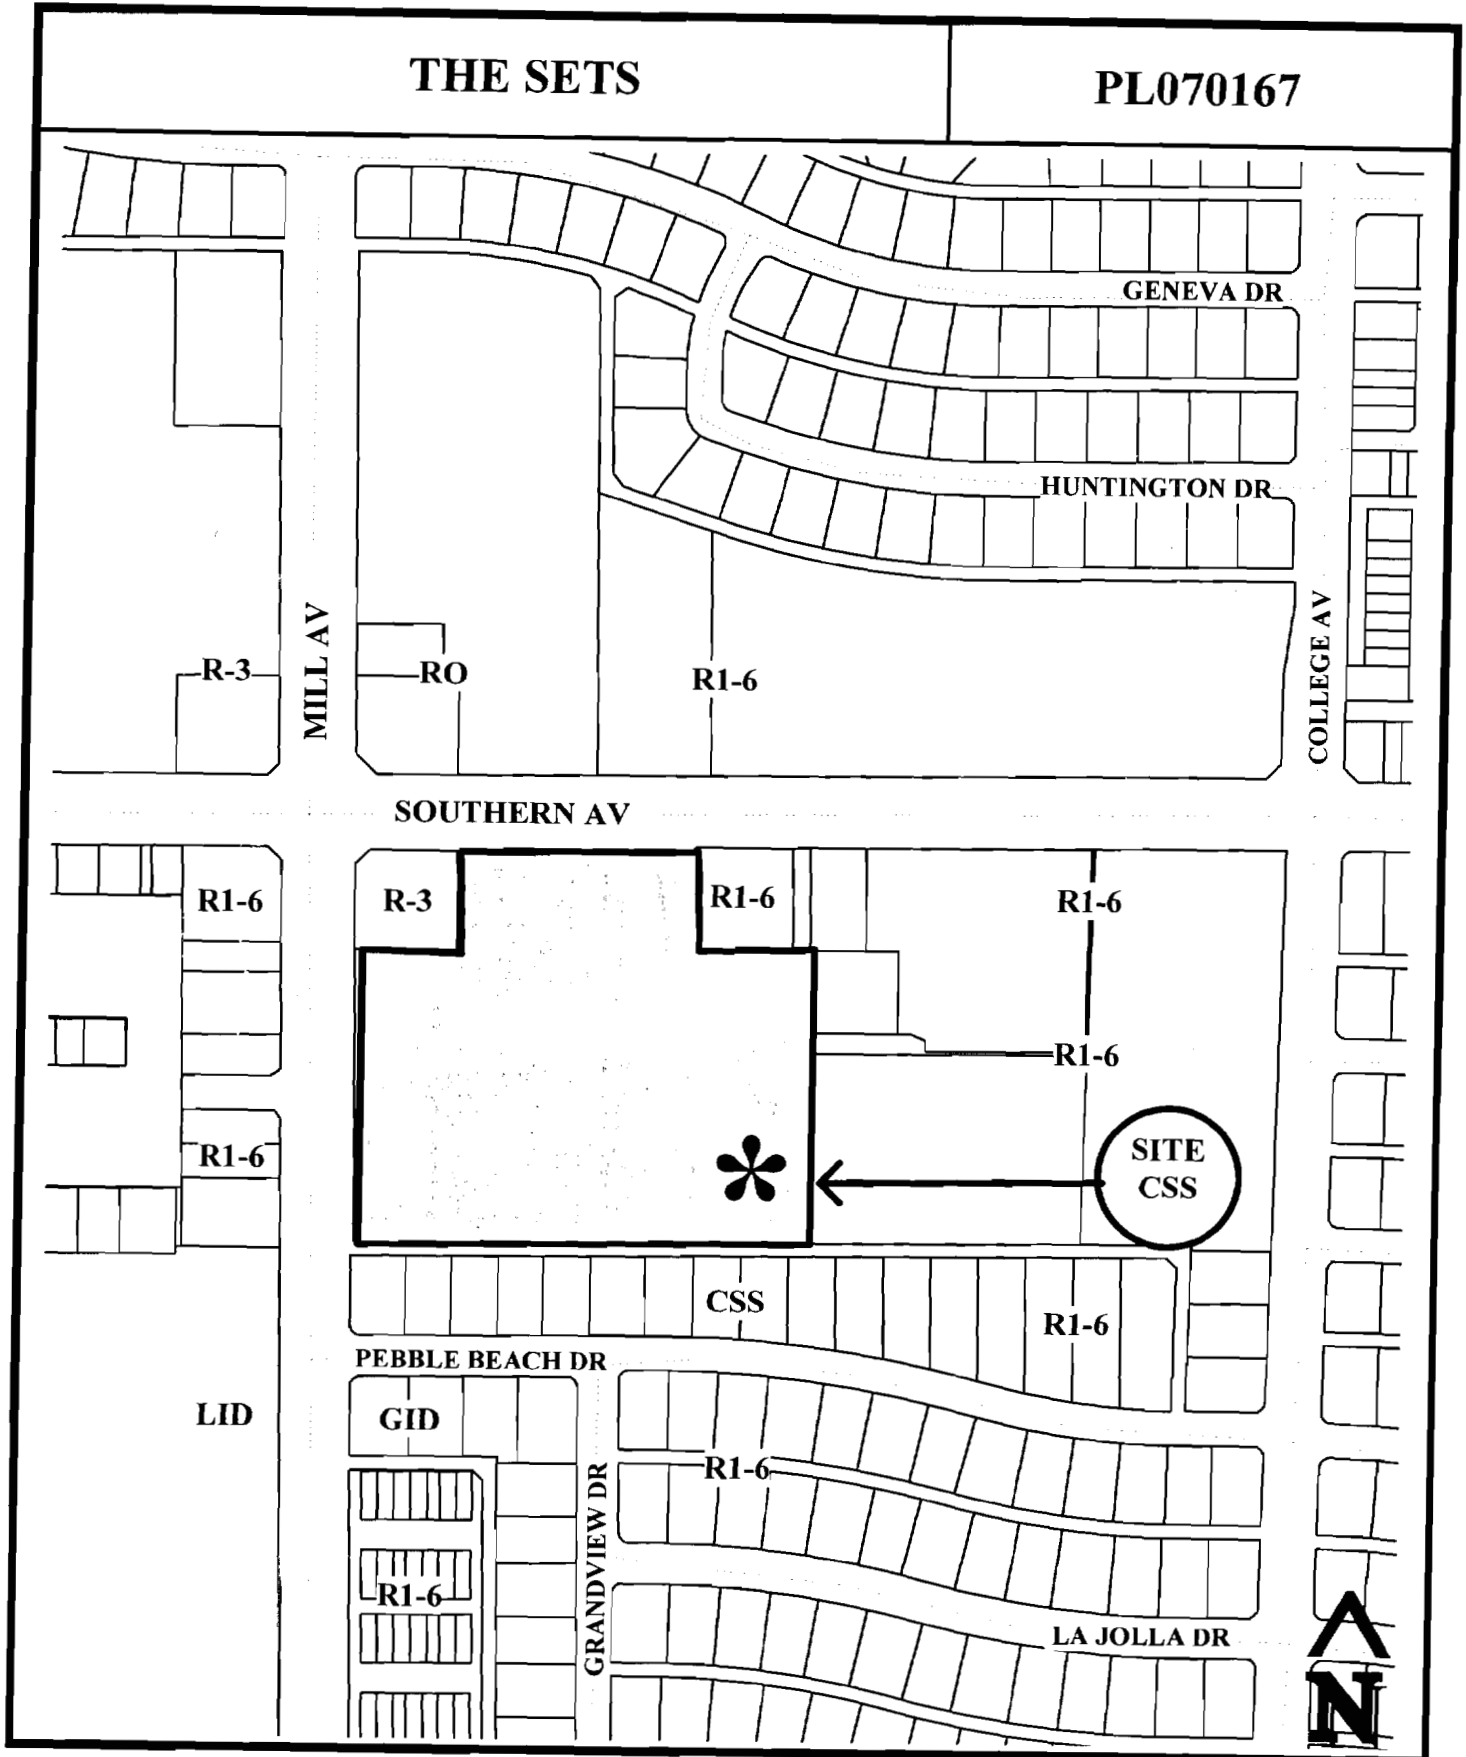 THE SETS
PL070167
GENEVA DR
HUNTINGTON DR
MILL AV
COLLEGE AV
R-3
RO
R1-6
SOUTHERN AV
R1-6
R-3
R1-6
R1-6
R1-6
R1-6
SITE
CSS
CSS
R1-6
PEBBLE BEACH DR
LID
GID
R1-6
GRANDVIEW DR
R1-6
LA JOLLA DR
N